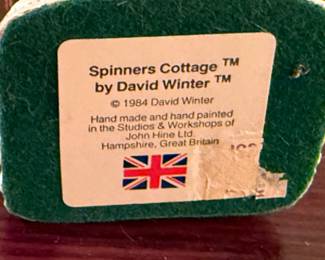 Spinners Cottage ™
by David Winter ™
© 1984 David Winter
Hand made and hand painted
in the Studios & Workshops of
John Hine Ltd.
Hampshire, Great Britain